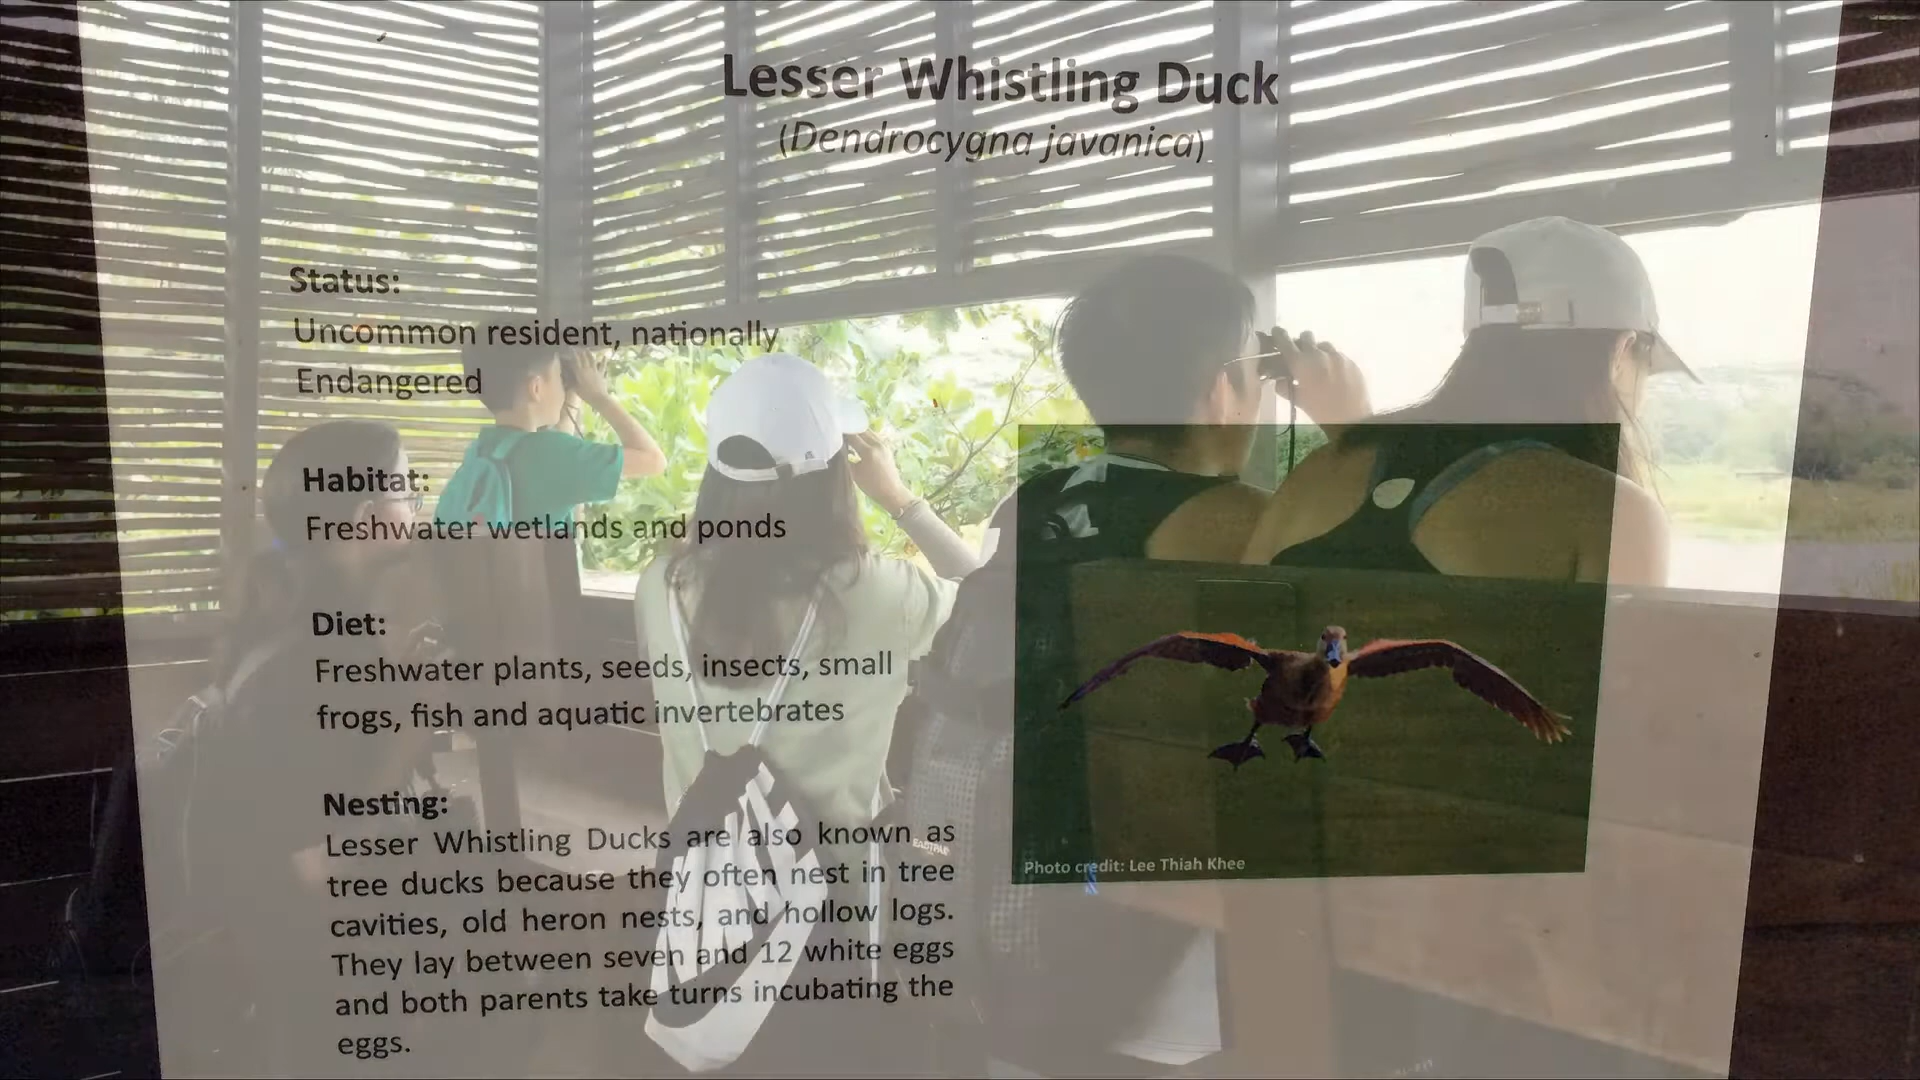 Lesser Whistling Duck
(Dendrocygna javanica)
Status:
Uncommon resident, nationally
Endangered
Habitat:
Freshwater wetlands and ponds
Diet:
Freshwater plants, seeds, insects, small
frogs, fish and aquatic invertebrates
Nesting:
Lesser Whistling Ducks are also known as
tree ducks because they often nest in tree
cavities, old heron nests, and hollow logs.
They lay between seven and 12 white eggs
and both parents take turns incubating the
eggs.
Photo credit: Lee Thiah Khee
EASTPAK
NIKE